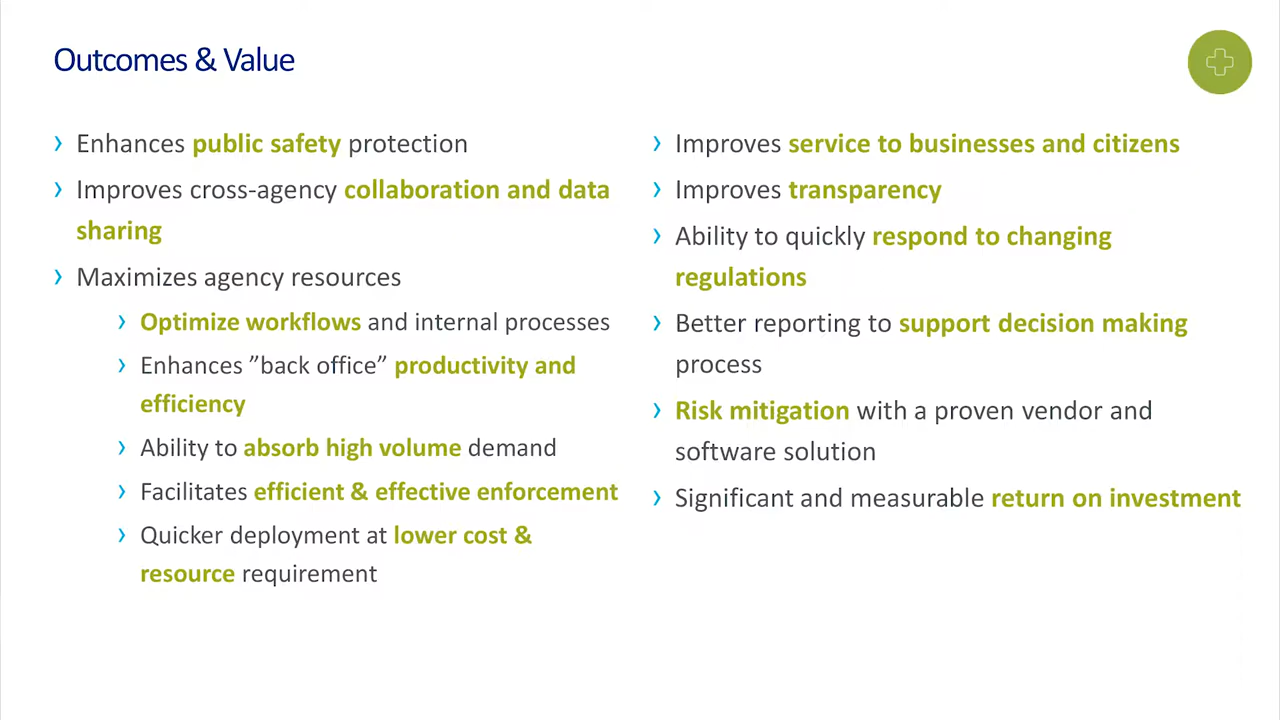 Outcomes & Value
› Enhances public safety protection
› Improves cross-agency collaboration and data
sharing
› Maximizes agency resources
› Optimize workflows and internal processes
› Enhances ”back office” productivity and
efficiency
› Ability to absorb high volume demand
› Facilitates efficient & effective enforcement
› Quicker deployment at lower cost &
resource requirement
› Improves service to businesses and citizens
› Improves transparency
› Ability to quickly respond to changing
regulations
› Better reporting to support decision making
process
› Risk mitigation with a proven vendor and
software solution
› Significant and measurable return on investment